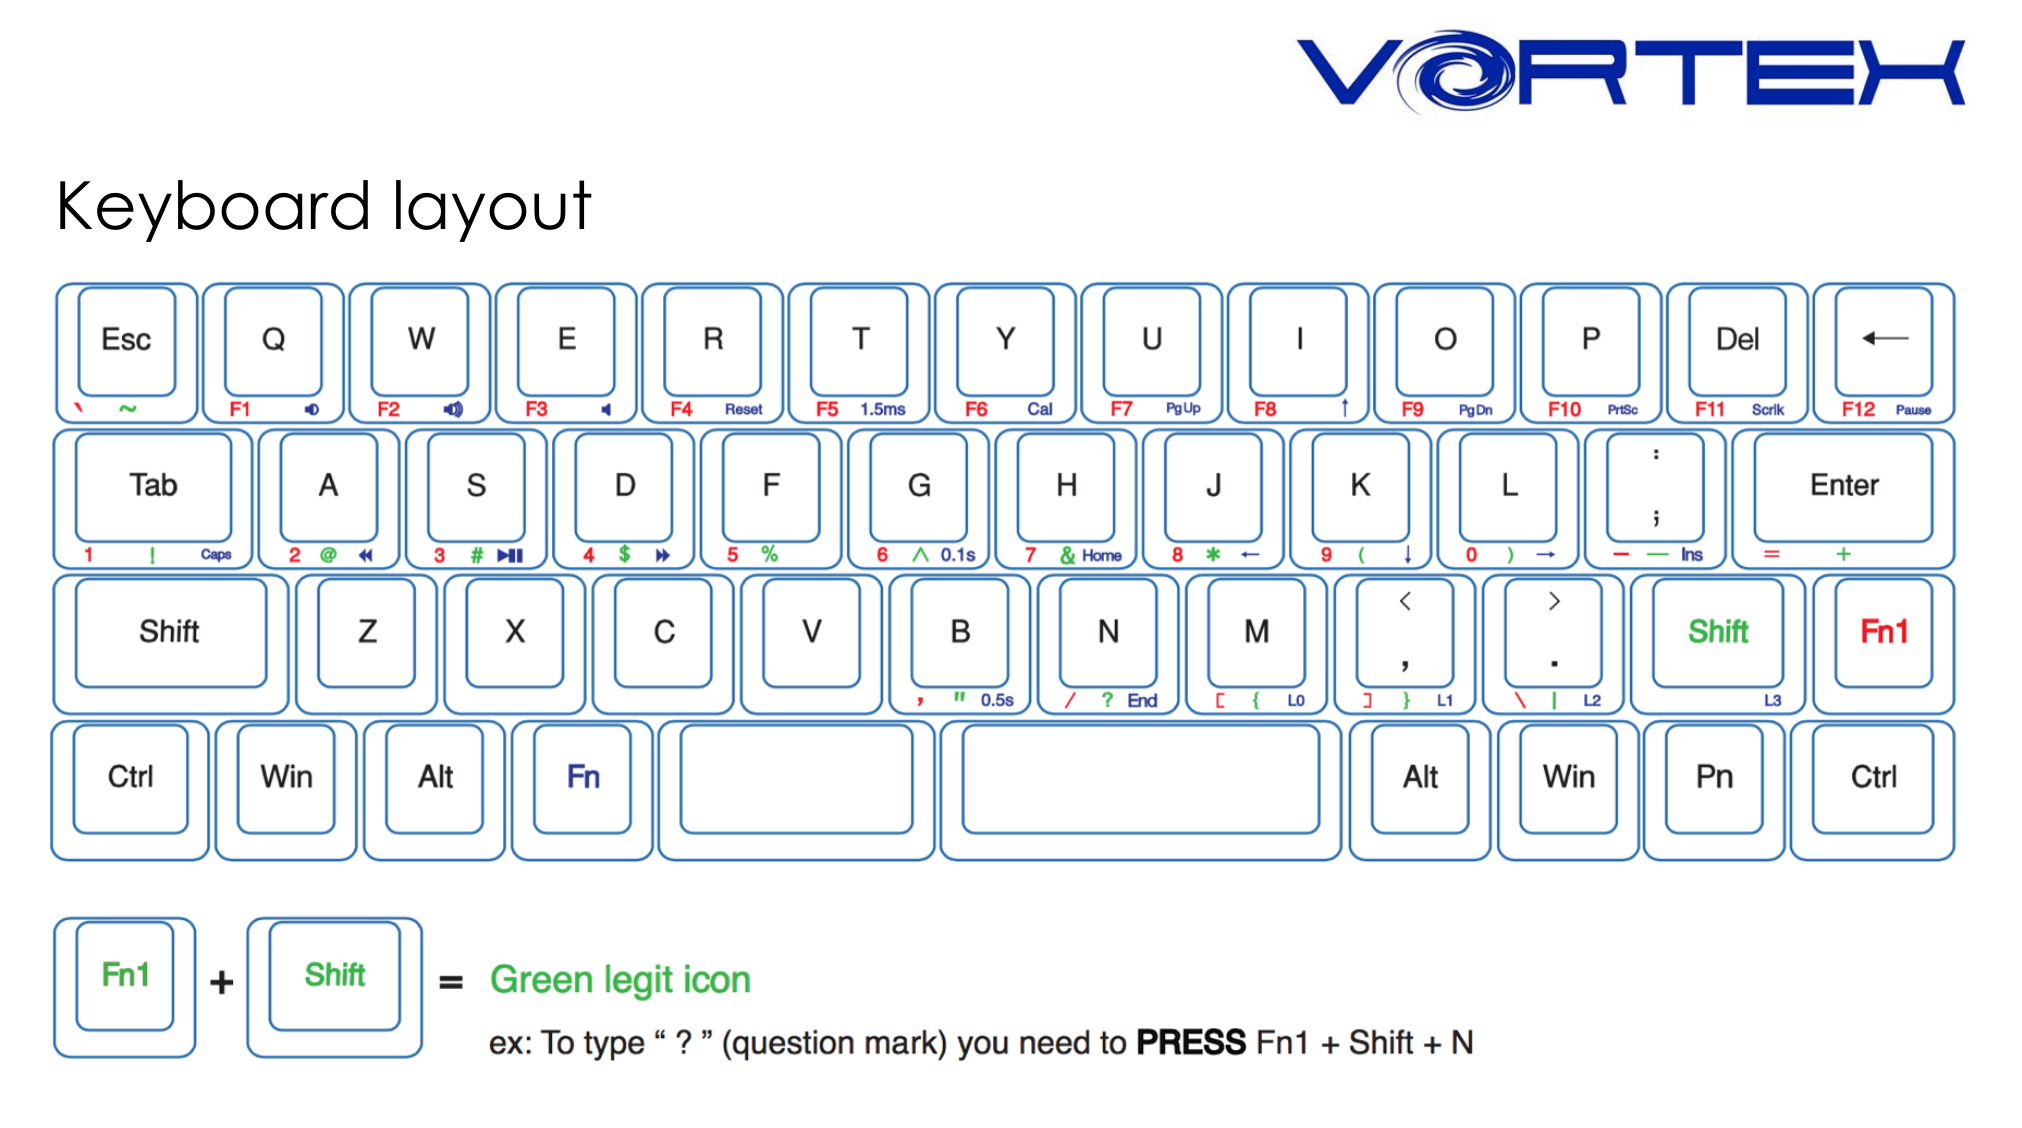 VORTEX
Keyboard layout
Esc Q W E R T Y U I O P Del ←
` ~ F1 F2 F3 F4 Reset F5 1.5ms F6 Cal F7 PgUp F8 ↑ F9 PgDn F10 PrtSc F11 Scrlk F12 Pause
:
Tab A S D F G H J K L Enter
;
1 ! Caps 2 @ 3 # 4 $ 5 % 6 ^ 0.1s 7 & Home 8 * ← 9 ( ↓ 0 ) → – — Ins = +
< >
Shift Z X C V B N M Shift Fn1
, .
, " 0.5s / ? End [ { L0 ] } L1 \ | L2 L3
Ctrl Win Alt Fn Alt Win Pn Ctrl
Fn1 + Shift = Green legit icon
ex: To type “ ? ” (question mark) you need to PRESS Fn1 + Shift + N